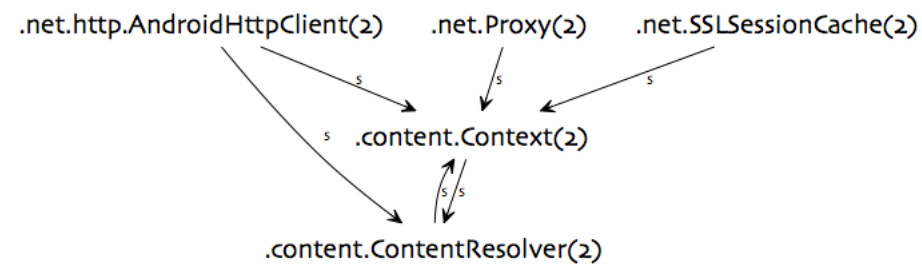 .net.http.AndroidHttpClient(2) .net.Proxy(2) .net.SSLSessionCache(2)
s s s
s .content.Context(2)
s s
.content.ContentResolver(2)